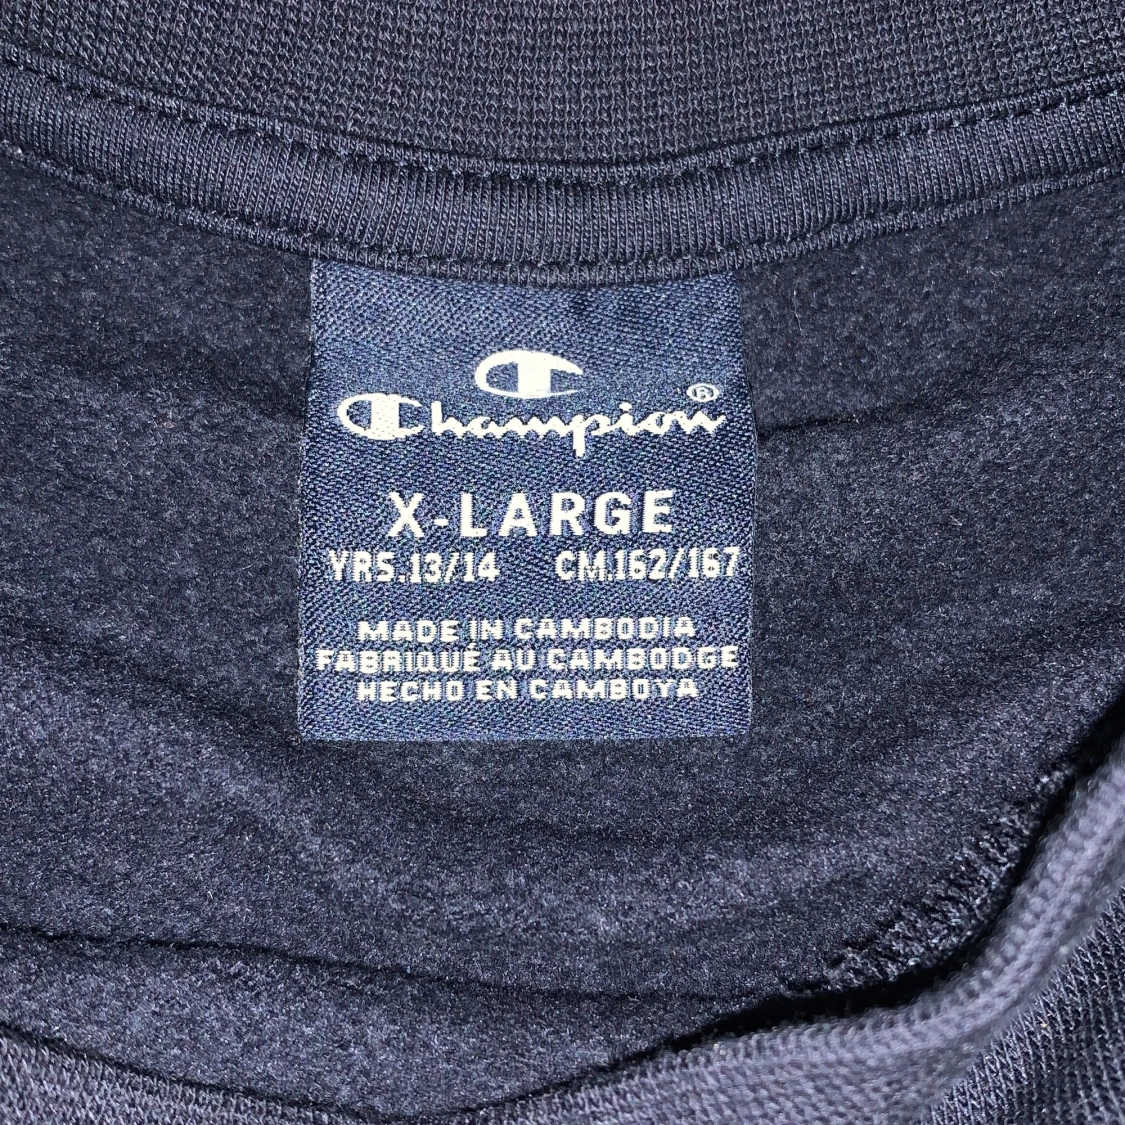 Champion®
X-LARGE
YRS.13/14 CM.162/167
MADE IN CAMBODIA
FABRIQUÉ AU CAMBODGE
HECHO EN CAMBOYA